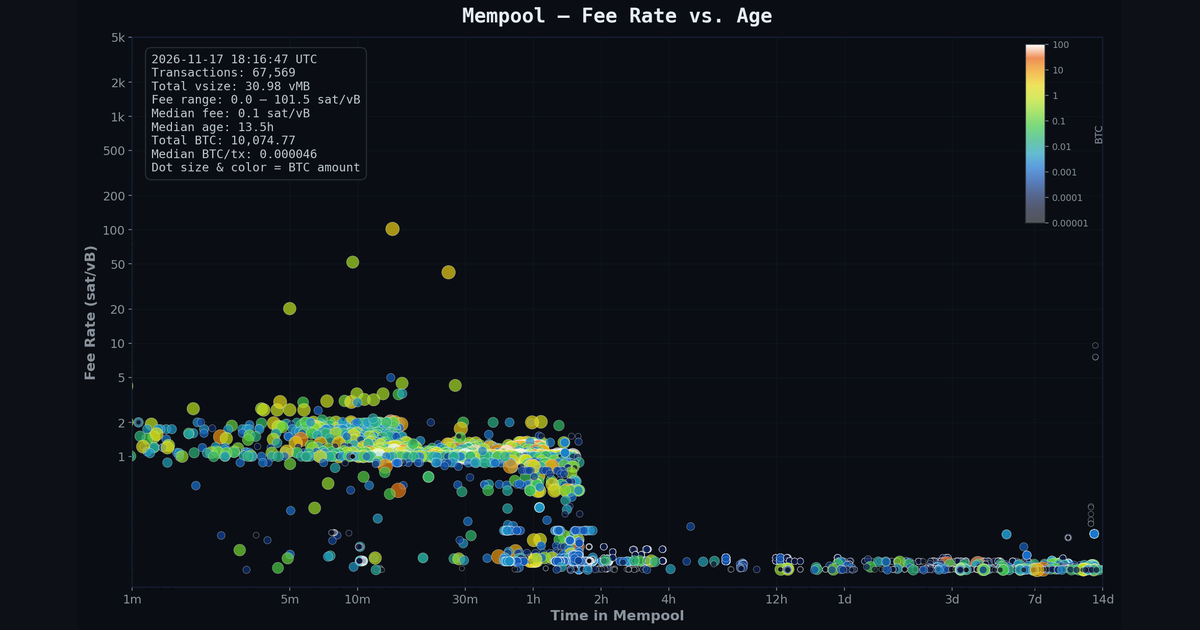 Mempool — Fee Rate vs. Age
2026-11-17 18:16:47 UTC
Transactions: 67,569
Total vsize: 30.98 vMB
Fee range: 0.0 — 101.5 sat/vB
Median fee: 0.1 sat/vB
Median age: 13.5h
Total BTC: 10,074.77
Median BTC/tx: 0.000046
Dot size & color = BTC amount
100
10
1
0.1
0.01
0.001
0.0001
0.00001
BTC
Fee Rate (sat/vB)
5k
2k
1k
500
200
100
50
20
10
5
2
1
1m
5m
10m
30m
1h
2h
4h
12h
1d
3d
7d
14d
Time in Mempool